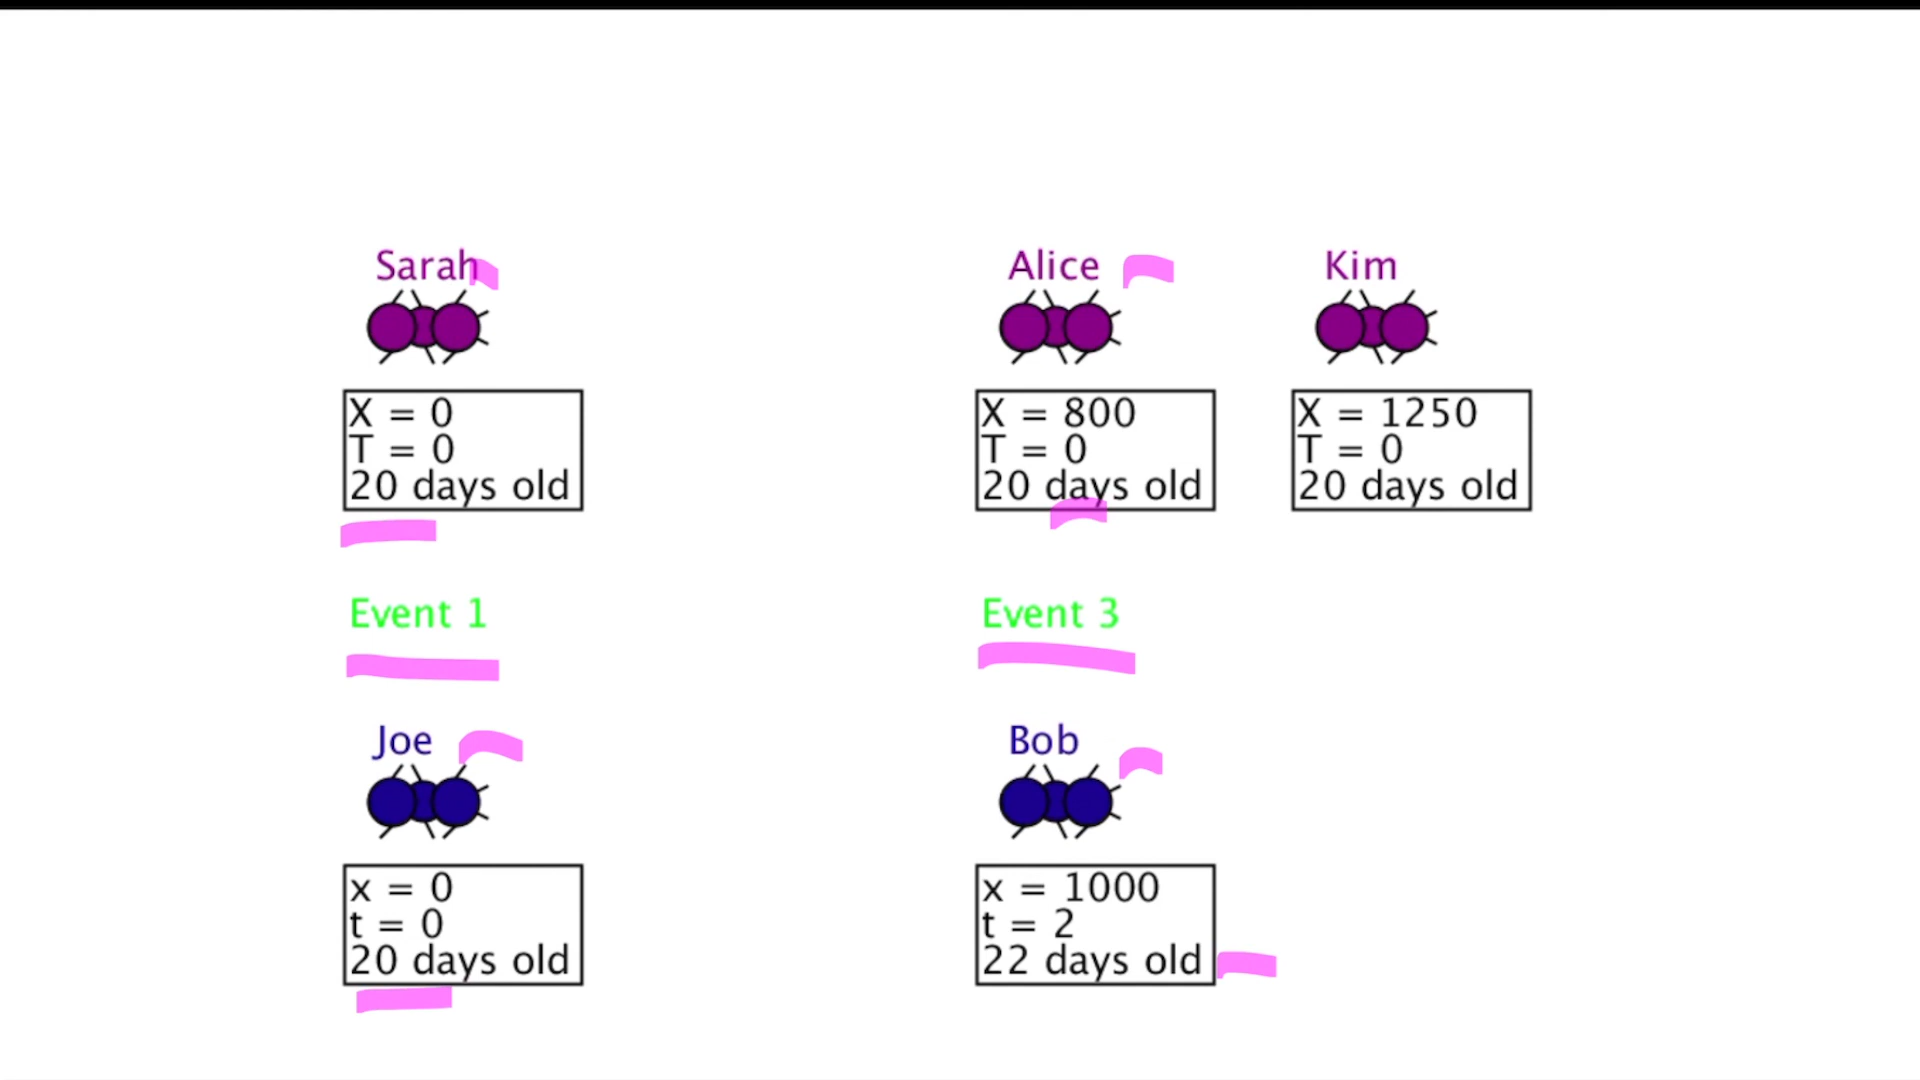 Sarah
X = 0
T = 0
20 days old
Alice
X = 800
T = 0
20 days old
Kim
X = 1250
T = 0
20 days old
Event 1
Event 3
Joe
x = 0
t = 0
20 days old
Bob
x = 1000
t = 2
22 days old